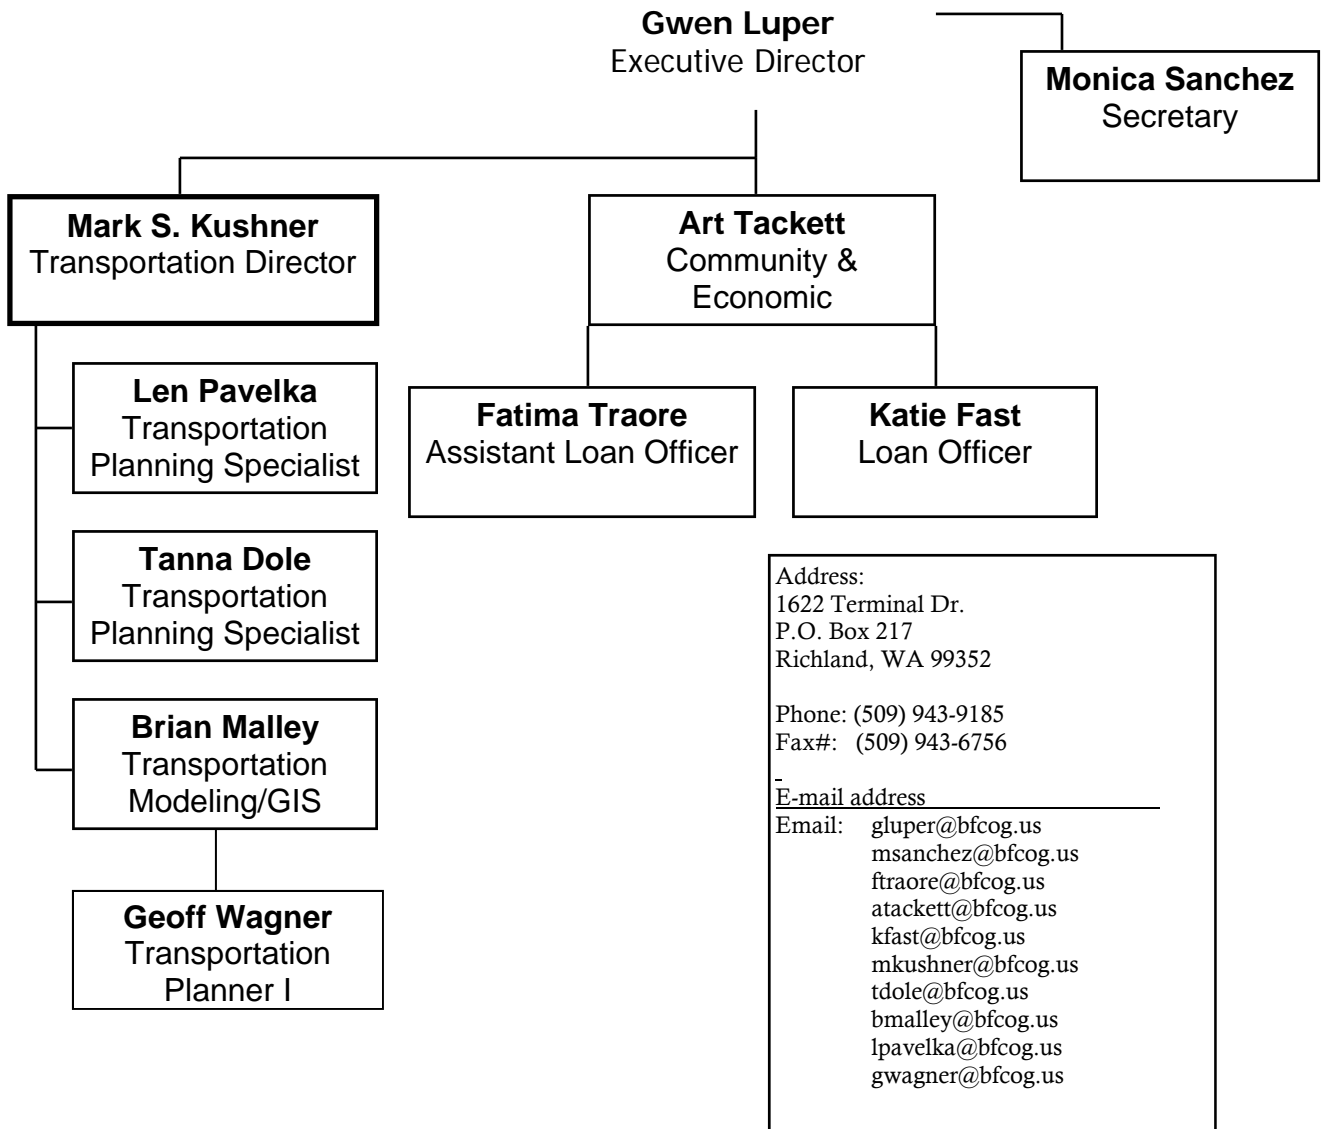 Gwen Luper
Executive Director
Monica Sanchez
Secretary
Mark S. Kushner
Transportation Director
Art Tackett
Community &
Economic
Len Pavelka
Transportation
Planning Specialist
Fatima Traore
Assistant Loan Officer
Katie Fast
Loan Officer
Tanna Dole
Transportation
Planning Specialist
Brian Malley
Transportation
Modeling/GIS
Geoff Wagner
Transportation
Planner I
Address:
1622 Terminal Dr.
P.O. Box 217
Richland, WA 99352
Phone: (509) 943-9185
Fax#: (509) 943-6756
E-mail address
Email: gluper@bfcog.us
msanchez@bfcog.us
ftraore@bfcog.us
atackett@bfcog.us
kfast@bfcog.us
mkushner@bfcog.us
tdole@bfcog.us
bmalley@bfcog.us
lpavelka@bfcog.us
gwagner@bfcog.us